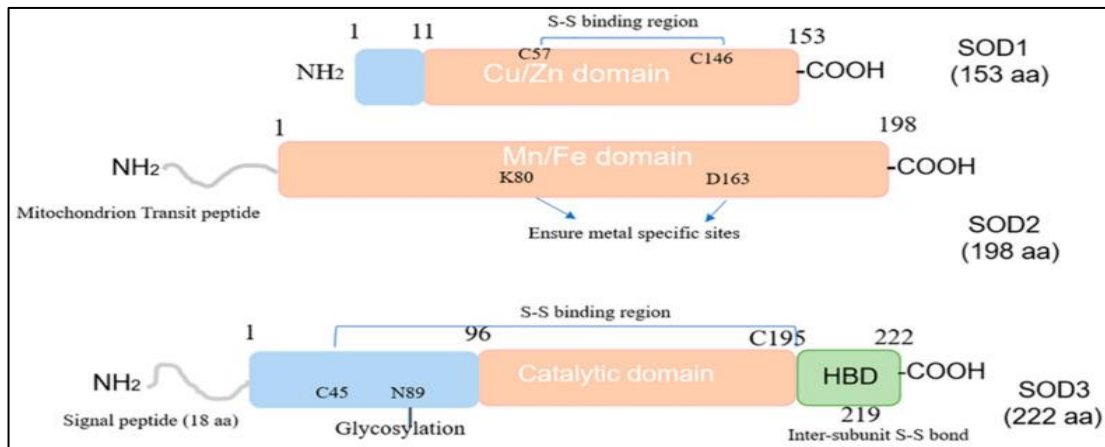 S-S binding region
1 11 153
C57 C146
NH2 Cu/Zn domain -COOH
SOD1
(153 aa)
1 198
Mn/Fe domain
NH2 K80 D163 -COOH
Mitochondrion Transit peptide
Ensure metal specific sites
SOD2
(198 aa)
S-S binding region
1 96 C195 222
NH2 C45 N89 Catalytic domain HBD -COOH
SOD3
(222 aa)
Signal peptide (18 aa) Glycosylation 219
Inter-subunit S-S bond